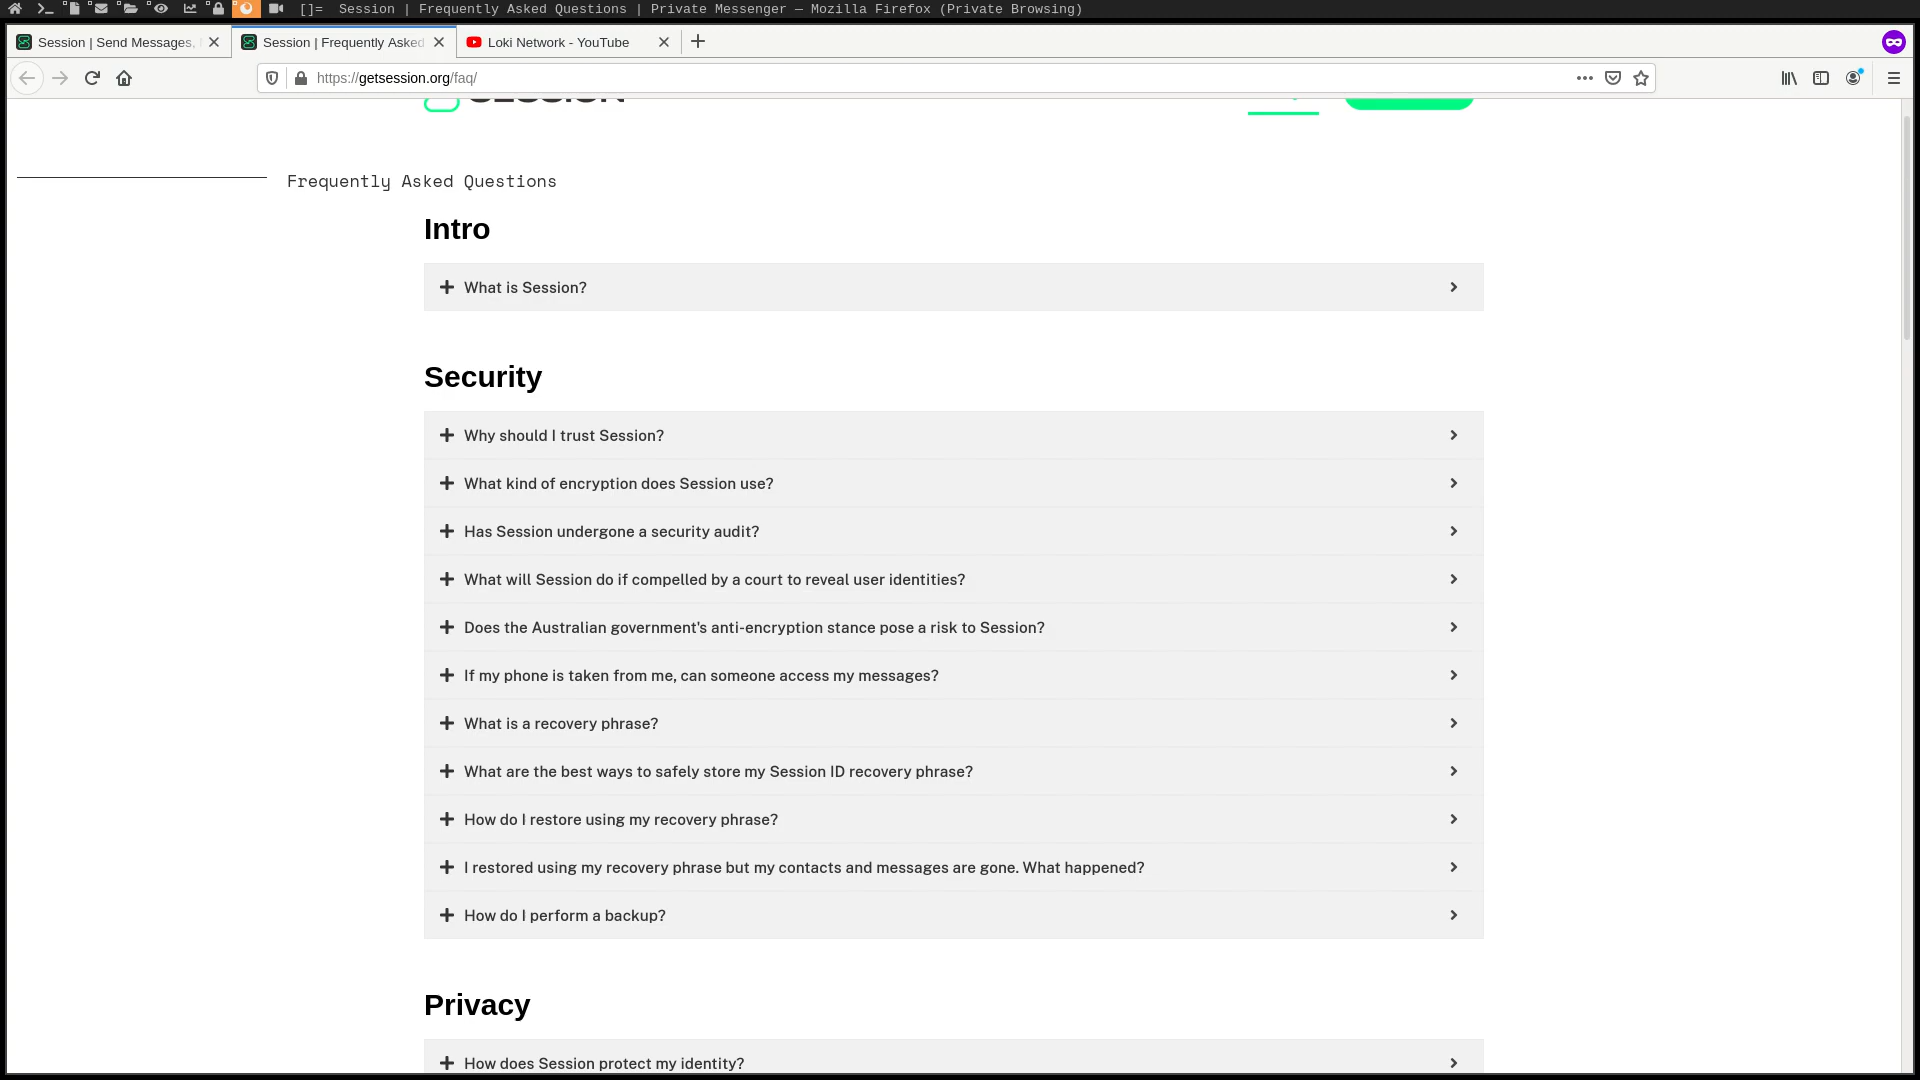 []= Session | Frequently Asked Questions | Private Messenger — Mozilla Firefox (Private Browsing)
Session | Send Messages,
Session | Frequently Asked
Loki Network - YouTube
https://getsession.org/faq/
SESSION
Frequently Asked Questions
Intro
What is Session?
Security
Why should I trust Session?
What kind of encryption does Session use?
Has Session undergone a security audit?
What will Session do if compelled by a court to reveal user identities?
Does the Australian government's anti-encryption stance pose a risk to Session?
If my phone is taken from me, can someone access my messages?
What is a recovery phrase?
What are the best ways to safely store my Session ID recovery phrase?
How do I restore using my recovery phrase?
I restored using my recovery phrase but my contacts and messages are gone. What happened?
How do I perform a backup?
Privacy
How does Session protect my identity?